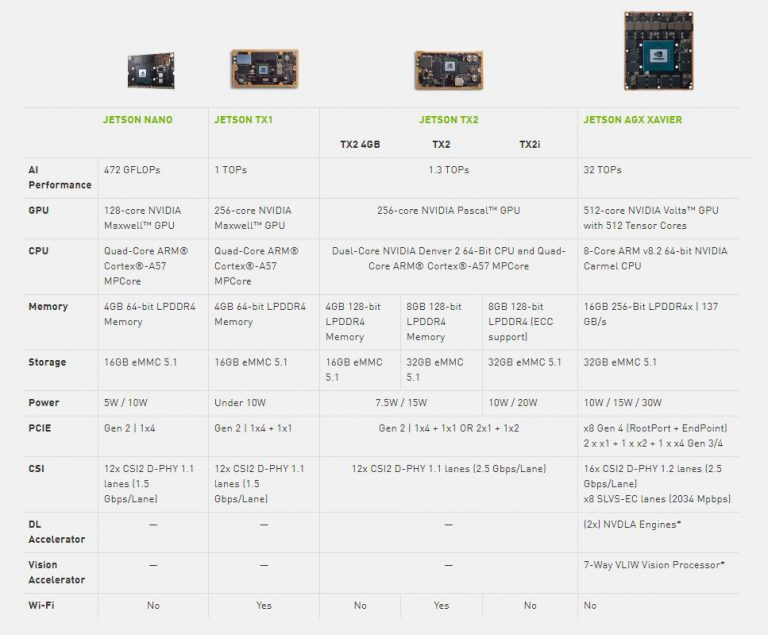 JETSON NANO JETSON TX1 JETSON TX2 JETSON AGX XAVIER
TX2 4GB TX2 TX2i
AI Performance 472 GFLOPs 1 TOPs 1.3 TOPs 32 TOPs
GPU 128-core NVIDIA Maxwell™ GPU 256-core NVIDIA Maxwell™ GPU 256-core NVIDIA Pascal™ GPU 512-core NVIDIA Volta™ GPU with 512 Tensor Cores
CPU Quad-Core ARM® Cortex®-A57 MPCore Quad-Core ARM® Cortex®-A57 MPCore Dual-Core NVIDIA Denver 2 64-Bit CPU and Quad-Core ARM® Cortex®-A57 MPCore 8-Core ARM v8.2 64-bit NVIDIA Carmel CPU
Memory 4GB 64-bit LPDDR4 Memory 4GB 64-bit LPDDR4 Memory 4GB 128-bit LPDDR4 Memory 8GB 128-bit LPDDR4 Memory 8GB 128-bit LPDDR4 (ECC support) 16GB 256-Bit LPDDR4x | 137 GB/s
Storage 16GB eMMC 5.1 16GB eMMC 5.1 16GB eMMC 5.1 32GB eMMC 5.1 32GB eMMC 5.1 32GB eMMC 5.1
Power 5W / 10W Under 10W 7.5W / 15W 10W / 20W 10W / 15W / 30W
PCIE Gen 2 | 1x4 Gen 2 | 1x4 + 1x1 Gen 2 | 1x4 + 1x1 OR 2x1 + 1x2 x8 Gen 4 (RootPort + EndPoint) 2 x x1 + 1 x x2 + 1 x x4 Gen 3/4
CSI 12x CSI2 D-PHY 1.1 lanes (1.5 Gbps/Lane) 12x CSI2 D-PHY 1.1 lanes (1.5 Gbps/Lane) 12x CSI2 D-PHY 1.1 lanes (2.5 Gbps/Lane) 16x CSI2 D-PHY 1.2 lanes (2.5 Gbps/Lane) x8 SLVS-EC lanes (2034 Mpbps)
DL Accelerator — — — (2x) NVDLA Engines*
Vision Accelerator — — — 7-Way VLIW Vision Processor*
Wi-Fi No Yes No Yes No No